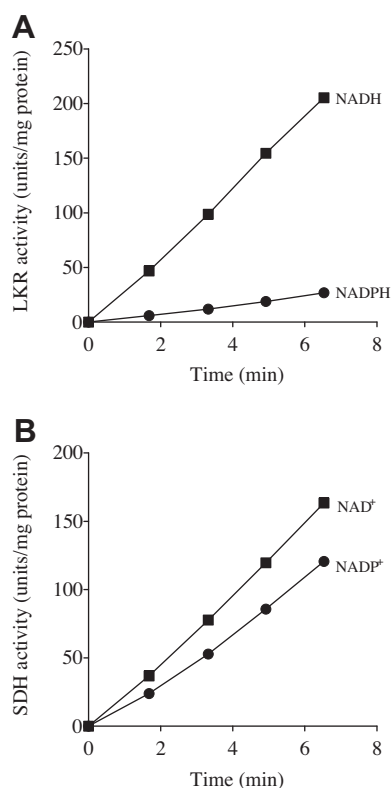 A
LKR activity (units/mg protein)
250
200
150
100
50
0
NADH
NADPH
0 2 4 6 8
Time (min)
B
SDH activity (units/mg protein)
200
150
100
50
0
NAD⁺
NADP⁺
0 2 4 6 8
Time (min)